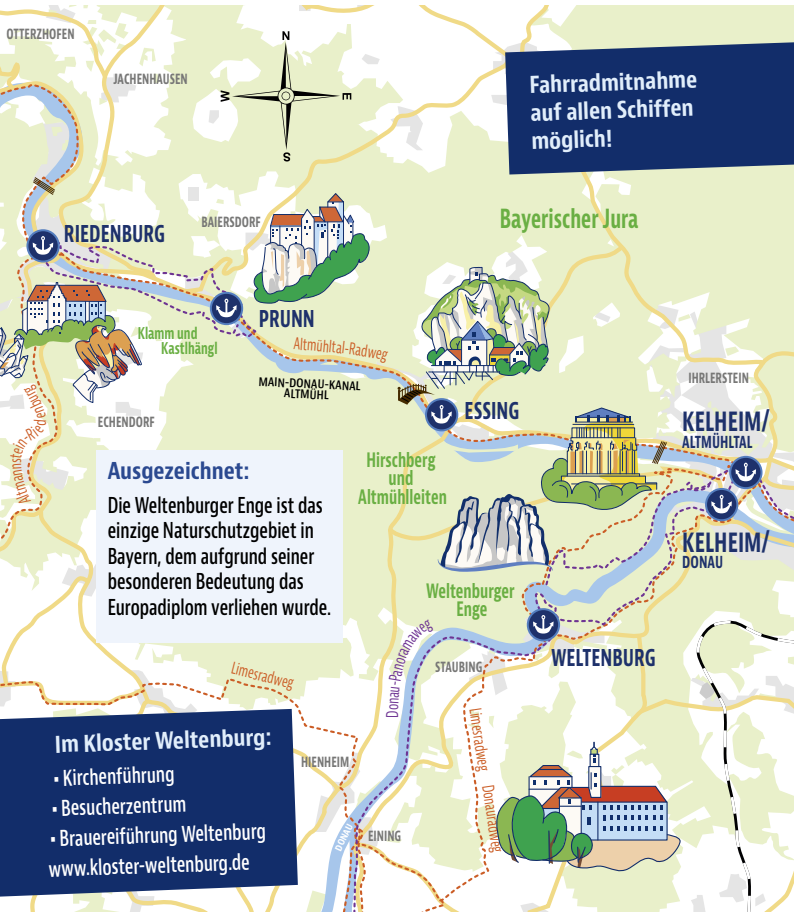 OTTERZHOFEN
JACHENHAUSEN
N
W
E
S
Fahrradmitnahme
auf allen Schiffen
möglich!
RIEDENBURG
BAIERSDORF
Bayerischer Jura
PRUNN
Klamm und
Kastlhängl
Altmühltal-Radweg
MAIN-DONAU-KANAL
ALTMÜHL
IHRLERSTEIN
ESSING
KELHEIM/
ALTMÜHLTAL
ECHENDORF
Altmannstein-Riedenburg
Hirschberg
und
Altmühlleiten
Ausgezeichnet:
Die Weltenburger Enge ist das
einzige Naturschutzgebiet in
Bayern, dem aufgrund seiner
besonderen Bedeutung das
Europadiplom verliehen wurde.
KELHEIM/
DONAU
Weltenburger
Enge
Donau-Panoramaweg
WELTENBURG
STAUBING
Limesradweg
Limesradweg Donauradweg
Im Kloster Weltenburg:
▪ Kirchenführung
▪ Besucherzentrum
▪ Brauereiführung Weltenburg
www.kloster-weltenburg.de
HIENHEIM
DONAU
EINING